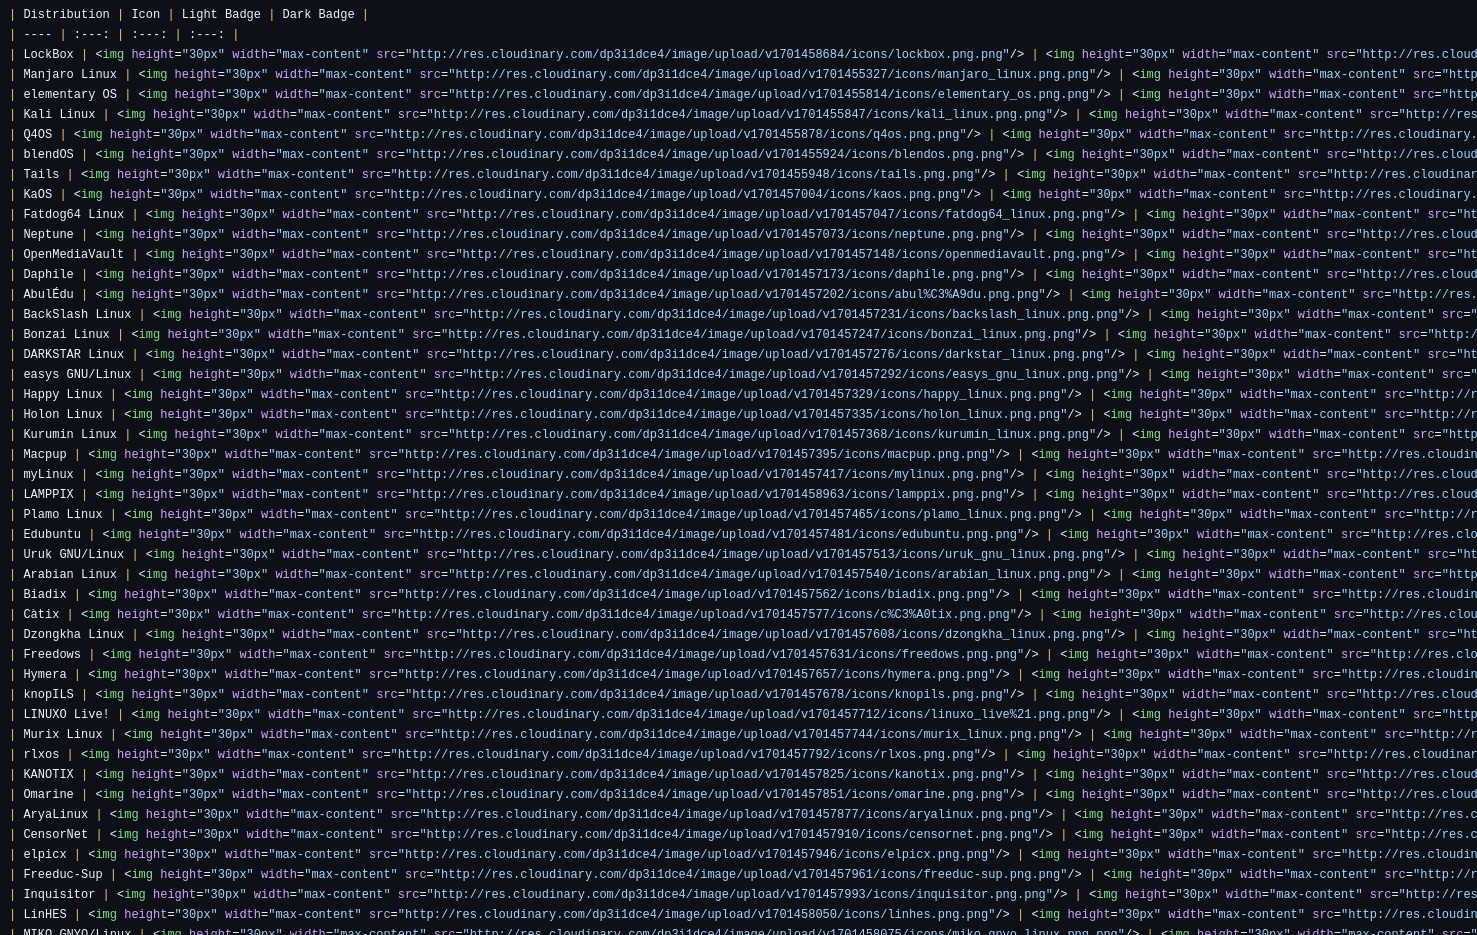 | Distribution | Icon | Light Badge | Dark Badge |
| ---- | :---: | :---: | :---: |
| LockBox | <img height="30px" width="max-content" src="http://res.cloudinary.com/dp3i1dce4/image/upload/v1701458684/icons/lockbox.png.png"/> | <img height="30px" width="max-content" src="http://res.cloud
| Manjaro Linux | <img height="30px" width="max-content" src="http://res.cloudinary.com/dp3i1dce4/image/upload/v1701455327/icons/manjaro_linux.png.png"/> | <img height="30px" width="max-content" src="http
| elementary OS | <img height="30px" width="max-content" src="http://res.cloudinary.com/dp3i1dce4/image/upload/v1701455814/icons/elementary_os.png.png"/> | <img height="30px" width="max-content" src="http
| Kali Linux | <img height="30px" width="max-content" src="http://res.cloudinary.com/dp3i1dce4/image/upload/v1701455847/icons/kali_linux.png.png"/> | <img height="30px" width="max-content" src="http://res
| Q4OS | <img height="30px" width="max-content" src="http://res.cloudinary.com/dp3i1dce4/image/upload/v1701455878/icons/q4os.png.png"/> | <img height="30px" width="max-content" src="http://res.cloudinary.
| blendOS | <img height="30px" width="max-content" src="http://res.cloudinary.com/dp3i1dce4/image/upload/v1701455924/icons/blendos.png.png"/> | <img height="30px" width="max-content" src="http://res.cloud
| Tails | <img height="30px" width="max-content" src="http://res.cloudinary.com/dp3i1dce4/image/upload/v1701455948/icons/tails.png.png"/> | <img height="30px" width="max-content" src="http://res.cloudinar
| KaOS | <img height="30px" width="max-content" src="http://res.cloudinary.com/dp3i1dce4/image/upload/v1701457004/icons/kaos.png.png"/> | <img height="30px" width="max-content" src="http://res.cloudinary.
| Fatdog64 Linux | <img height="30px" width="max-content" src="http://res.cloudinary.com/dp3i1dce4/image/upload/v1701457047/icons/fatdog64_linux.png.png"/> | <img height="30px" width="max-content" src="ht
| Neptune | <img height="30px" width="max-content" src="http://res.cloudinary.com/dp3i1dce4/image/upload/v1701457073/icons/neptune.png.png"/> | <img height="30px" width="max-content" src="http://res.cloud
| OpenMediaVault | <img height="30px" width="max-content" src="http://res.cloudinary.com/dp3i1dce4/image/upload/v1701457148/icons/openmediavault.png.png"/> | <img height="30px" width="max-content" src="ht
| Daphile | <img height="30px" width="max-content" src="http://res.cloudinary.com/dp3i1dce4/image/upload/v1701457173/icons/daphile.png.png"/> | <img height="30px" width="max-content" src="http://res.cloud
| AbulÉdu | <img height="30px" width="max-content" src="http://res.cloudinary.com/dp3i1dce4/image/upload/v1701457202/icons/abul%C3%A9du.png.png"/> | <img height="30px" width="max-content" src="http://res.
| BackSlash Linux | <img height="30px" width="max-content" src="http://res.cloudinary.com/dp3i1dce4/image/upload/v1701457231/icons/backslash_linux.png.png"/> | <img height="30px" width="max-content" src="
| Bonzai Linux | <img height="30px" width="max-content" src="http://res.cloudinary.com/dp3i1dce4/image/upload/v1701457247/icons/bonzai_linux.png.png"/> | <img height="30px" width="max-content" src="http:/
| DARKSTAR Linux | <img height="30px" width="max-content" src="http://res.cloudinary.com/dp3i1dce4/image/upload/v1701457276/icons/darkstar_linux.png.png"/> | <img height="30px" width="max-content" src="ht
| easys GNU/Linux | <img height="30px" width="max-content" src="http://res.cloudinary.com/dp3i1dce4/image/upload/v1701457292/icons/easys_gnu_linux.png.png"/> | <img height="30px" width="max-content" src="
| Happy Linux | <img height="30px" width="max-content" src="http://res.cloudinary.com/dp3i1dce4/image/upload/v1701457329/icons/happy_linux.png.png"/> | <img height="30px" width="max-content" src="http://r
| Holon Linux | <img height="30px" width="max-content" src="http://res.cloudinary.com/dp3i1dce4/image/upload/v1701457335/icons/holon_linux.png.png"/> | <img height="30px" width="max-content" src="http://r
| Kurumin Linux | <img height="30px" width="max-content" src="http://res.cloudinary.com/dp3i1dce4/image/upload/v1701457368/icons/kurumin_linux.png.png"/> | <img height="30px" width="max-content" src="http
| Macpup | <img height="30px" width="max-content" src="http://res.cloudinary.com/dp3i1dce4/image/upload/v1701457395/icons/macpup.png.png"/> | <img height="30px" width="max-content" src="http://res.cloudin
| myLinux | <img height="30px" width="max-content" src="http://res.cloudinary.com/dp3i1dce4/image/upload/v1701457417/icons/mylinux.png.png"/> | <img height="30px" width="max-content" src="http://res.cloud
| LAMPPIX | <img height="30px" width="max-content" src="http://res.cloudinary.com/dp3i1dce4/image/upload/v1701458963/icons/lamppix.png.png"/> | <img height="30px" width="max-content" src="http://res.cloud
| Plamo Linux | <img height="30px" width="max-content" src="http://res.cloudinary.com/dp3i1dce4/image/upload/v1701457465/icons/plamo_linux.png.png"/> | <img height="30px" width="max-content" src="http://r
| Edubuntu | <img height="30px" width="max-content" src="http://res.cloudinary.com/dp3i1dce4/image/upload/v1701457481/icons/edubuntu.png.png"/> | <img height="30px" width="max-content" src="http://res.clo
| Uruk GNU/Linux | <img height="30px" width="max-content" src="http://res.cloudinary.com/dp3i1dce4/image/upload/v1701457513/icons/uruk_gnu_linux.png.png"/> | <img height="30px" width="max-content" src="ht
| Arabian Linux | <img height="30px" width="max-content" src="http://res.cloudinary.com/dp3i1dce4/image/upload/v1701457540/icons/arabian_linux.png.png"/> | <img height="30px" width="max-content" src="http
| Biadix | <img height="30px" width="max-content" src="http://res.cloudinary.com/dp3i1dce4/image/upload/v1701457562/icons/biadix.png.png"/> | <img height="30px" width="max-content" src="http://res.cloudin
| Càtix | <img height="30px" width="max-content" src="http://res.cloudinary.com/dp3i1dce4/image/upload/v1701457577/icons/c%C3%A0tix.png.png"/> | <img height="30px" width="max-content" src="http://res.clou
| Dzongkha Linux | <img height="30px" width="max-content" src="http://res.cloudinary.com/dp3i1dce4/image/upload/v1701457608/icons/dzongkha_linux.png.png"/> | <img height="30px" width="max-content" src="ht
| Freedows | <img height="30px" width="max-content" src="http://res.cloudinary.com/dp3i1dce4/image/upload/v1701457631/icons/freedows.png.png"/> | <img height="30px" width="max-content" src="http://res.clo
| Hymera | <img height="30px" width="max-content" src="http://res.cloudinary.com/dp3i1dce4/image/upload/v1701457657/icons/hymera.png.png"/> | <img height="30px" width="max-content" src="http://res.cloudin
| knopILS | <img height="30px" width="max-content" src="http://res.cloudinary.com/dp3i1dce4/image/upload/v1701457678/icons/knopils.png.png"/> | <img height="30px" width="max-content" src="http://res.cloud
| LINUXO Live! | <img height="30px" width="max-content" src="http://res.cloudinary.com/dp3i1dce4/image/upload/v1701457712/icons/linuxo_live%21.png.png"/> | <img height="30px" width="max-content" src="http
| Murix Linux | <img height="30px" width="max-content" src="http://res.cloudinary.com/dp3i1dce4/image/upload/v1701457744/icons/murix_linux.png.png"/> | <img height="30px" width="max-content" src="http://r
| rlxos | <img height="30px" width="max-content" src="http://res.cloudinary.com/dp3i1dce4/image/upload/v1701457792/icons/rlxos.png.png"/> | <img height="30px" width="max-content" src="http://res.cloudinar
| KANOTIX | <img height="30px" width="max-content" src="http://res.cloudinary.com/dp3i1dce4/image/upload/v1701457825/icons/kanotix.png.png"/> | <img height="30px" width="max-content" src="http://res.cloud
| Omarine | <img height="30px" width="max-content" src="http://res.cloudinary.com/dp3i1dce4/image/upload/v1701457851/icons/omarine.png.png"/> | <img height="30px" width="max-content" src="http://res.cloud
| AryaLinux | <img height="30px" width="max-content" src="http://res.cloudinary.com/dp3i1dce4/image/upload/v1701457877/icons/aryalinux.png.png"/> | <img height="30px" width="max-content" src="http://res.c
| CensorNet | <img height="30px" width="max-content" src="http://res.cloudinary.com/dp3i1dce4/image/upload/v1701457910/icons/censornet.png.png"/> | <img height="30px" width="max-content" src="http://res.c
| elpicx | <img height="30px" width="max-content" src="http://res.cloudinary.com/dp3i1dce4/image/upload/v1701457946/icons/elpicx.png.png"/> | <img height="30px" width="max-content" src="http://res.cloudin
| Freeduc-Sup | <img height="30px" width="max-content" src="http://res.cloudinary.com/dp3i1dce4/image/upload/v1701457961/icons/freeduc-sup.png.png"/> | <img height="30px" width="max-content" src="http://r
| Inquisitor | <img height="30px" width="max-content" src="http://res.cloudinary.com/dp3i1dce4/image/upload/v1701457993/icons/inquisitor.png.png"/> | <img height="30px" width="max-content" src="http://res
| LinHES | <img height="30px" width="max-content" src="http://res.cloudinary.com/dp3i1dce4/image/upload/v1701458050/icons/linhes.png.png"/> | <img height="30px" width="max-content" src="http://res.cloudin
| MIKO GNYO/Linux | <img height="30px" width="max-content" src="http://res.cloudinary.com/dp3i1dce4/image/upload/v1701458075/icons/miko_gnyo_linux.png.png"/> | <img height="30px" width="max-content" src="